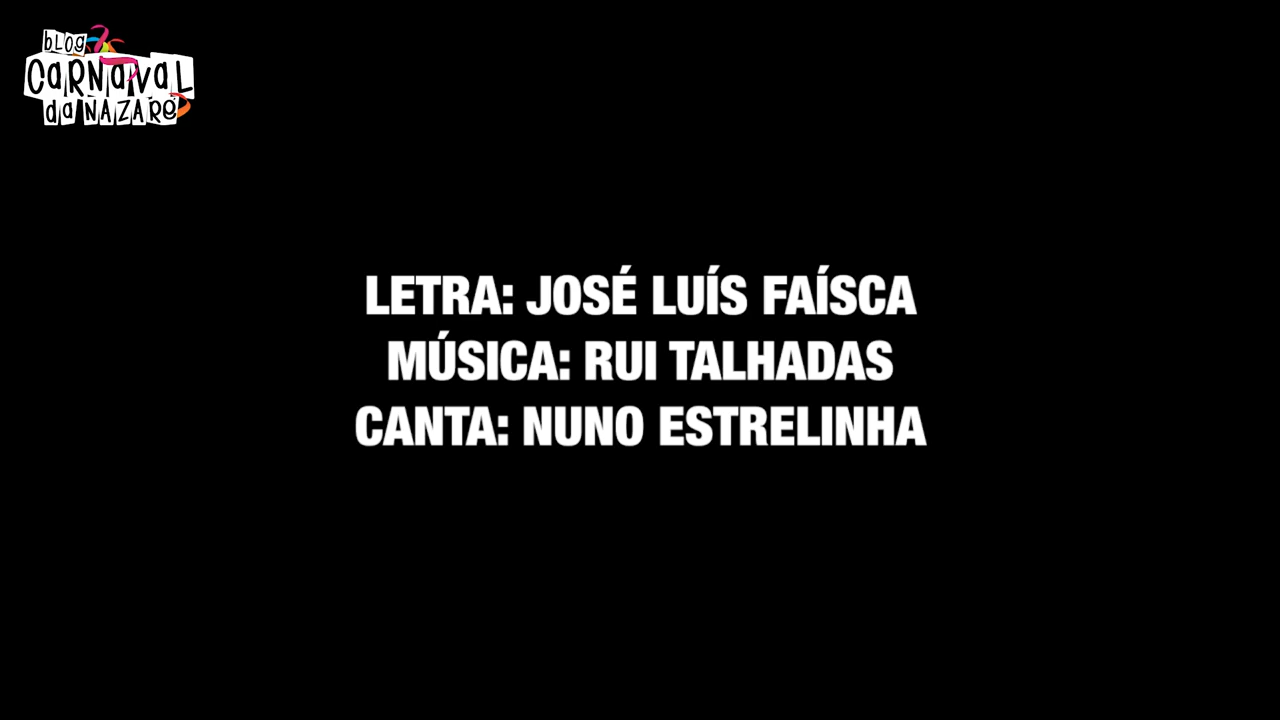 bLOG
CARNAVAL
da NAZARé
LETRA: JOSÉ LUÍS FAÍSCA
MÚSICA: RUI TALHADAS
CANTA: NUNO ESTRELINHA